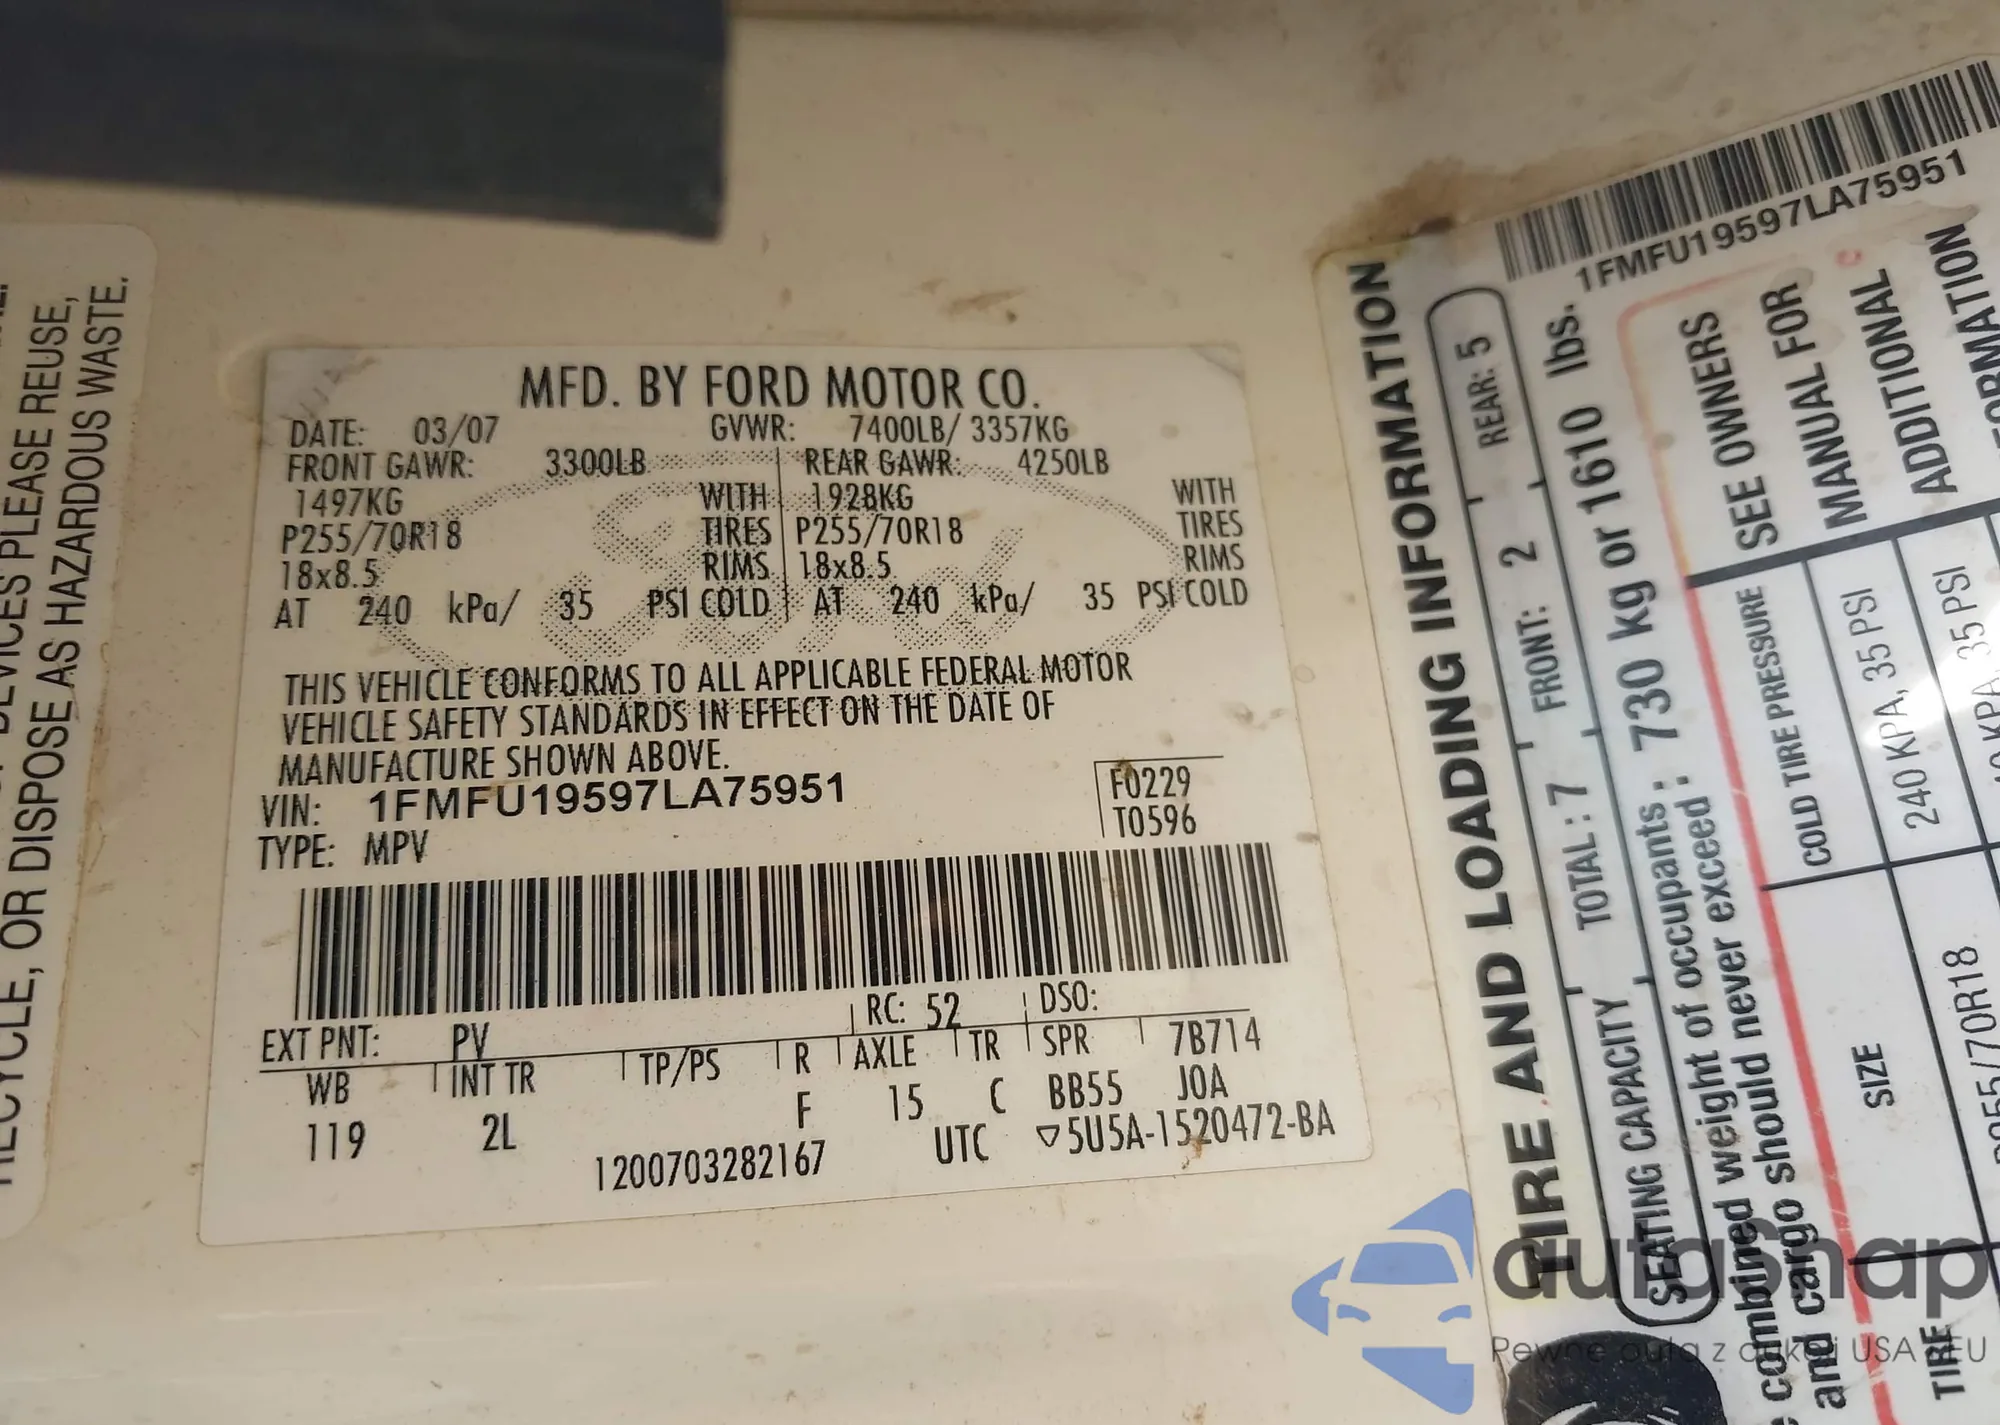 DEVICES PLEASE REUSE,
RECYCLE, OR DISPOSE AS HAZARDOUS WASTE.
MFD. BY FORD MOTOR CO.
DATE: 03/07 GVWR: 7400LB/ 3357KG
FRONT GAWR: 3300LB REAR GAWR: 4250LB
1497KG WITH 1928KG WITH
P255/70R18 TIRES P255/70R18 TIRES
18x8.5 RIMS 18x8.5 RIMS
AT 240 kPa/ 35 PSI COLD AT 240 kPa/ 35 PSI COLD
THIS VEHICLE CONFORMS TO ALL APPLICABLE FEDERAL MOTOR
VEHICLE SAFETY STANDARDS IN EFFECT ON THE DATE OF
MANUFACTURE SHOWN ABOVE.
VIN: 1FMFU19597LA75951
F0229
TYPE: MPV
T0596
RC: 52 DSO:
EXT PNT: PV
WB INT TR TP/PS R AXLE TR SPR 7B714
119 2L F 15 C BB55 JOA
1200703282167 UTC ▽5U5A-1520472-BA
1FMFU19597LA75951
TIRE AND LOADING INFORMATION
SEATING CAPACITY TOTAL: 7 FRONT: 2 REAR: 5
combined weight of occupants : 730 kg or 1610 lbs.
and cargo should never exceed :
TIRE SIZE COLD TIRE PRESSURE
SEE OWNERS
MANUAL FOR
ADDITIONAL
INFORMATION
240 KPA, 35 PSI
P255/70R18 KPA, 35 PSI
autosnap
Pewne auta z aukcji USA i EU